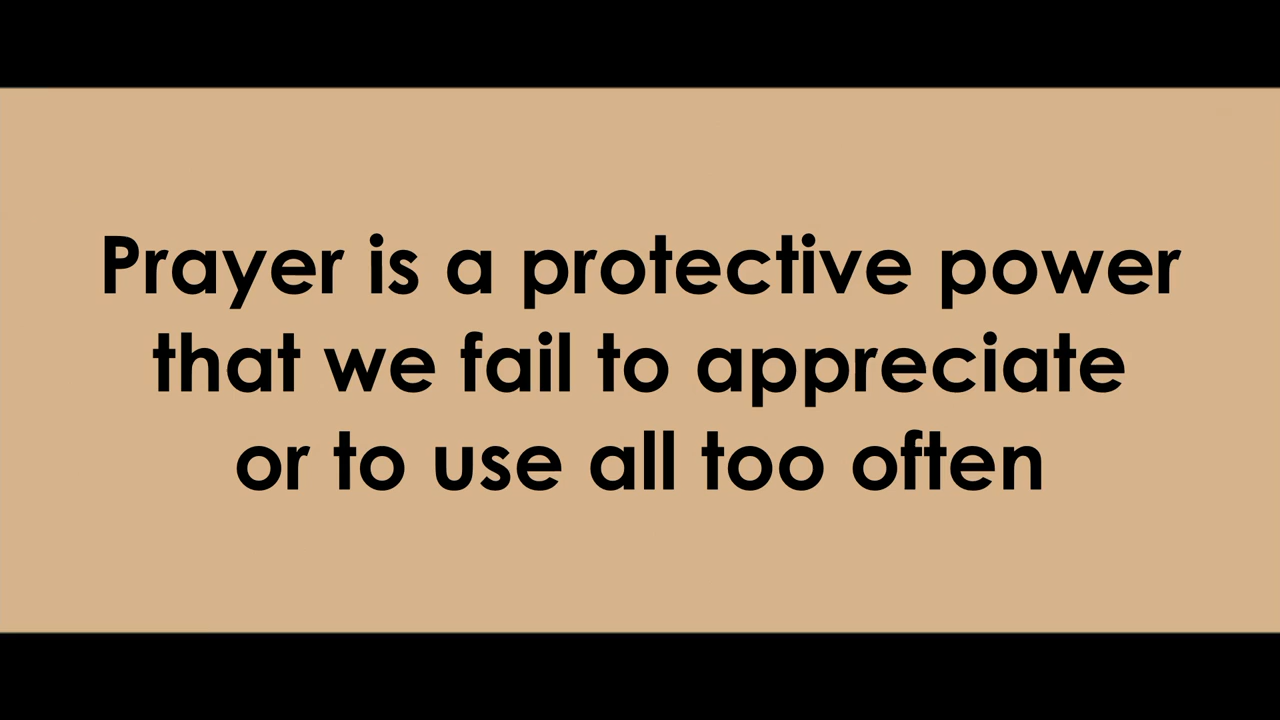 Prayer is a protective power
that we fail to appreciate
or to use all too often